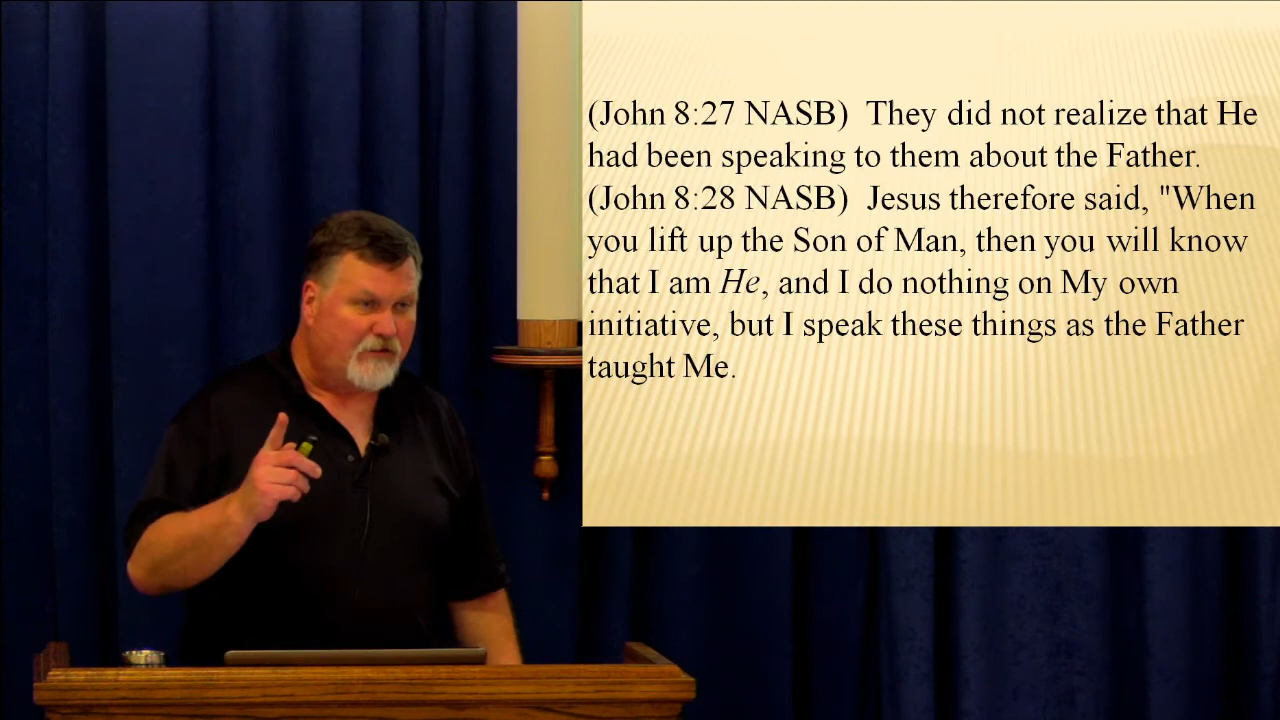 (John 8:27 NASB)  They did not realize that He
had been speaking to them about the Father.
(John 8:28 NASB)  Jesus therefore said, "When
you lift up the Son of Man, then you will know
that I am He, and I do nothing on My own
initiative, but I speak these things as the Father
taught Me.